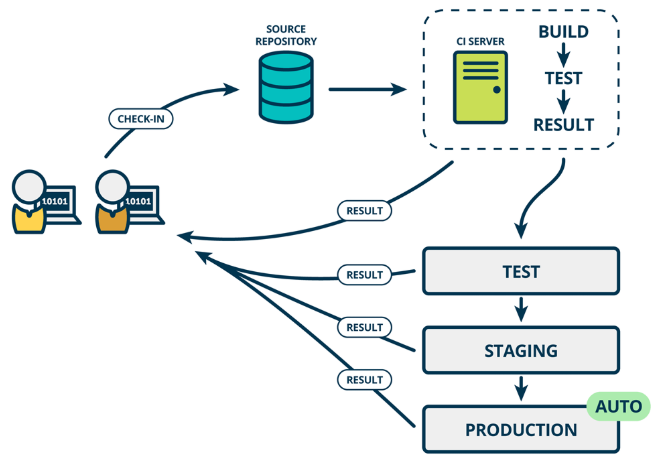 SOURCE
REPOSITORY
CI SERVER
BUILD
TEST
RESULT
CHECK-IN
10101
10101
RESULT
RESULT
RESULT
RESULT
TEST
STAGING
AUTO
PRODUCTION